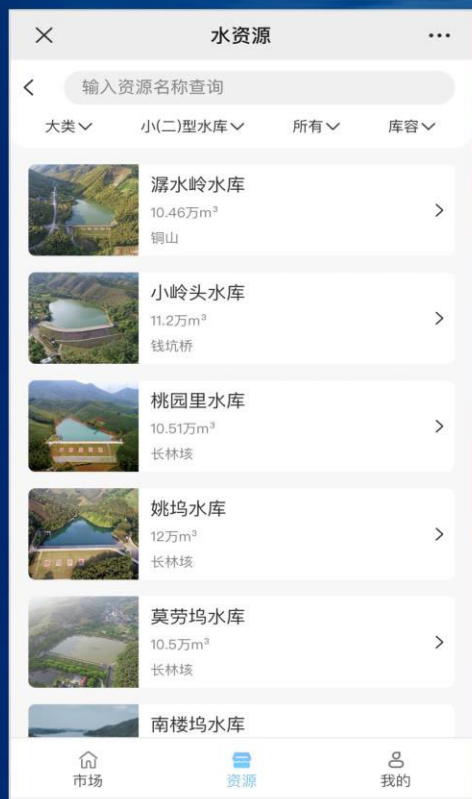 水资源
输入资源名称查询
大类 小(二)型水库 所有 库容
潺水岭水库
10.46万m³
铜山
小岭头水库
11.2万m³
钱坑桥
桃园里水库
10.51万m³
长林垓
姚坞水库
12万m³
长林垓
莫劳坞水库
10.5万m³
长林垓
南楼坞水库
市场 资源 我的